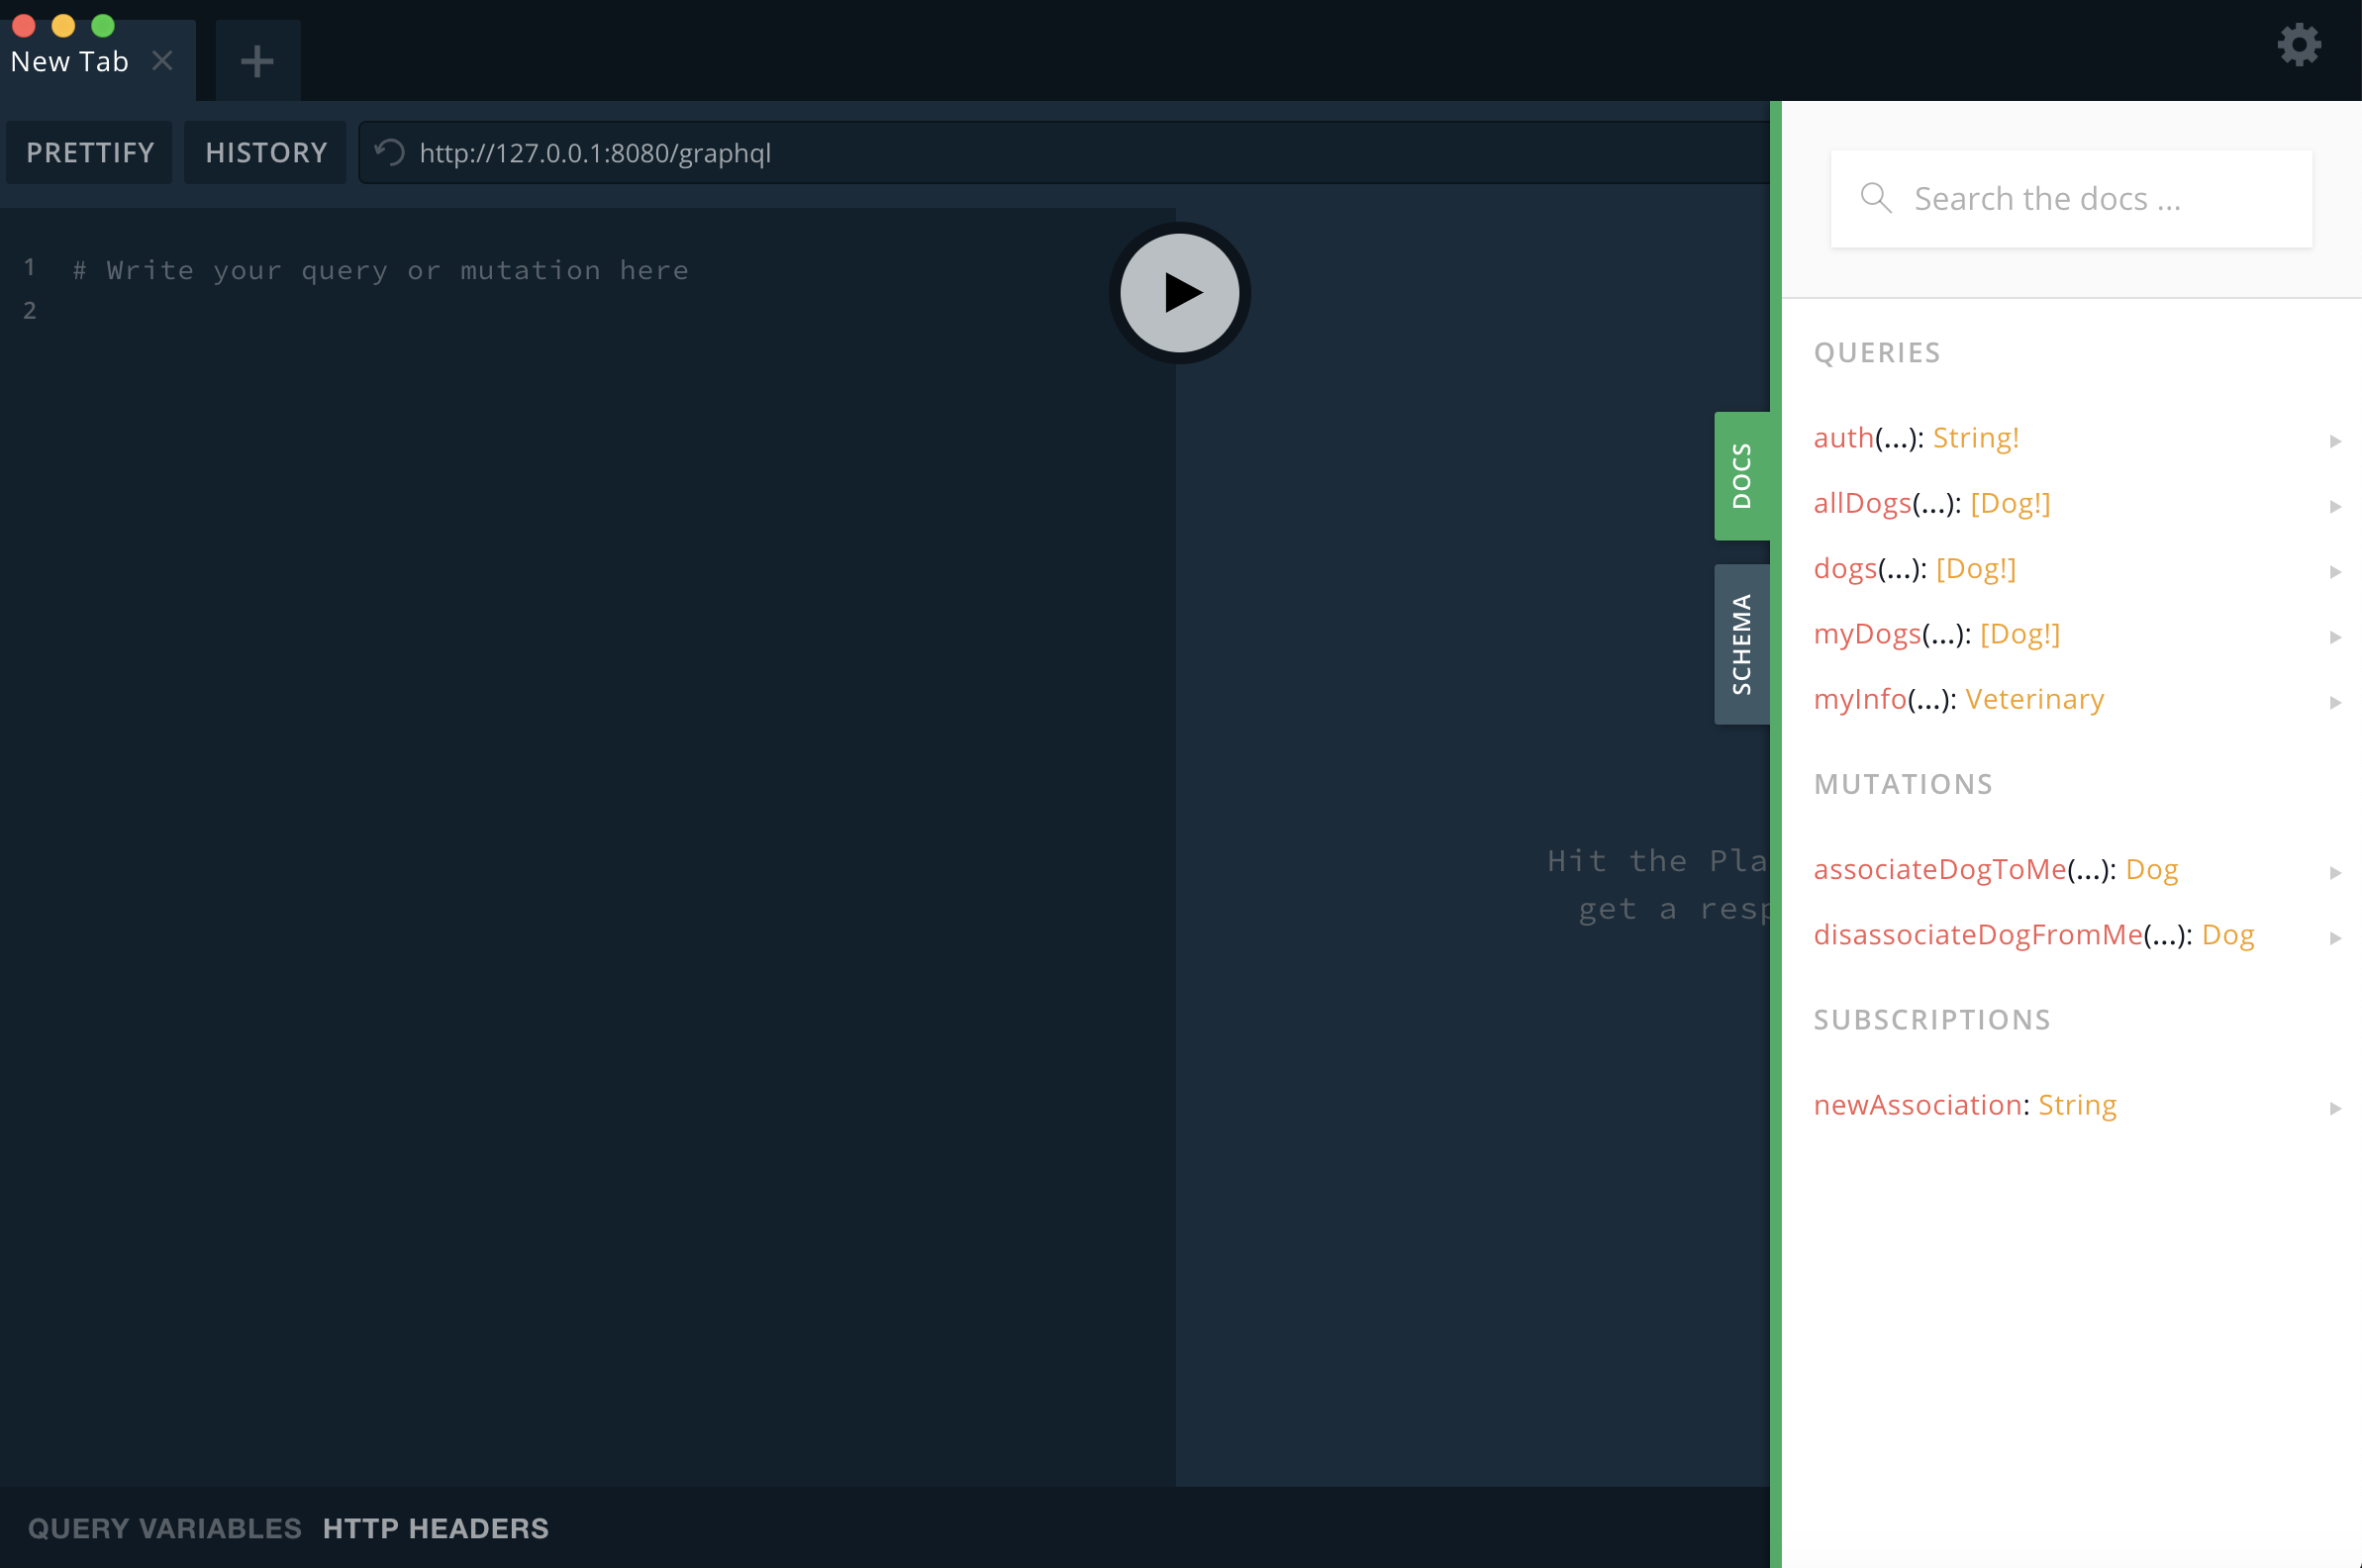 New Tab
PRETTIFY HISTORY http://127.0.0.1:8080/graphql
1 # Write your query or mutation here
2
Hit the Pla
get a resp
DOCS
SCHEMA
Search the docs ...
QUERIES
auth(...): String!
allDogs(...): [Dog!]
dogs(...): [Dog!]
myDogs(...): [Dog!]
myInfo(...): Veterinary
MUTATIONS
associateDogToMe(...): Dog
disassociateDogFromMe(...): Dog
SUBSCRIPTIONS
newAssociation: String
QUERY VARIABLES HTTP HEADERS